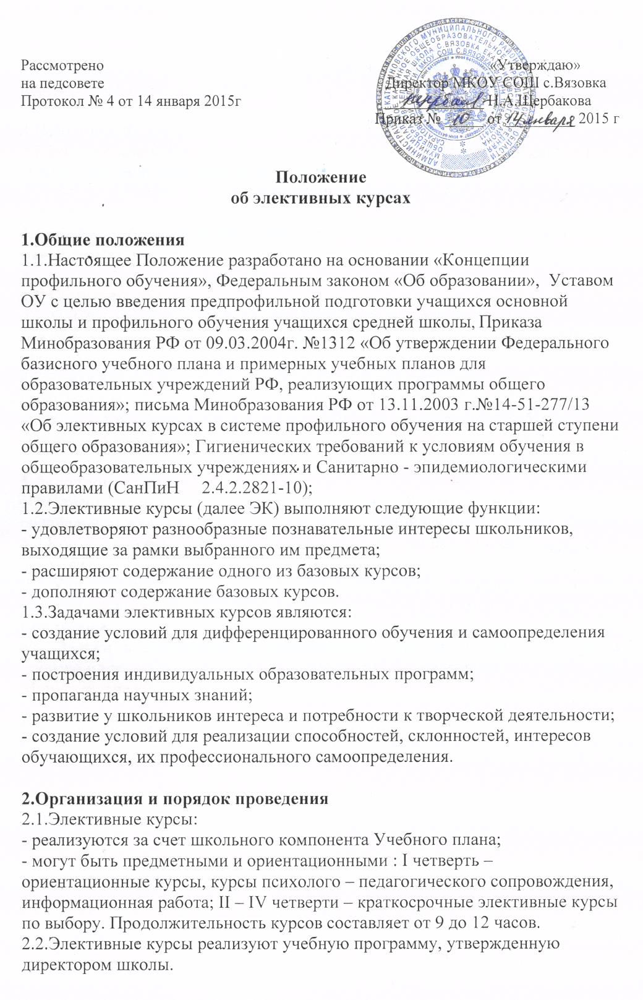 Рассмотрено
на педсовете
Протокол № 4 от 14 января 2015г
«Утверждаю»
Директор МКОУ СОШ с.Вязовка
Н.А.Щербакова
Приказ № 10 от 14 января 2015 г
Положение
об элективных курсах
1.Общие положения
1.1.Настоящее Положение разработано на основании «Концепции
профильного обучения», Федеральным законом «Об образовании», Уставом
ОУ с целью введения предпрофильной подготовки учащихся основной
школы и профильного обучения учащихся средней школы, Приказа
Минобразования РФ от 09.03.2004г. №1312 «Об утверждении Федерального
базисного учебного плана и примерных учебных планов для
образовательных учреждений РФ, реализующих программы общего
образования»; письма Минобразования РФ от 13.11.2003 г.№14-51-277/13
«Об элективных курсах в системе профильного обучения на старшей ступени
общего образования»; Гигиенических требований к условиям обучения в
общеобразовательных учреждениях и Санитарно - эпидемиологическими
правилами (СанПиН 2.4.2.2821-10);
1.2.Элективные курсы (далее ЭК) выполняют следующие функции:
- удовлетворяют разнообразные познавательные интересы школьников,
выходящие за рамки выбранного им предмета;
- расширяют содержание одного из базовых курсов;
- дополняют содержание базовых курсов.
1.3.Задачами элективных курсов являются:
- создание условий для дифференцированного обучения и самоопределения
учащихся;
- построения индивидуальных образовательных программ;
- пропаганда научных знаний;
- развитие у школьников интереса и потребности к творческой деятельности;
- создание условий для реализации способностей, склонностей, интересов
обучающихся, их профессионального самоопределения.
2.Организация и порядок проведения
2.1.Элективные курсы:
- реализуются за счет школьного компонента Учебного плана;
- могут быть предметными и ориентационными : I четверть –
ориентационные курсы, курсы психолого – педагогического сопровождения,
информационная работа; II – IV четверти – краткосрочные элективные курсы
по выбору. Продолжительность курсов составляет от 9 до 12 часов.
2.2.Элективные курсы реализуют учебную программу, утвержденную
директором школы.